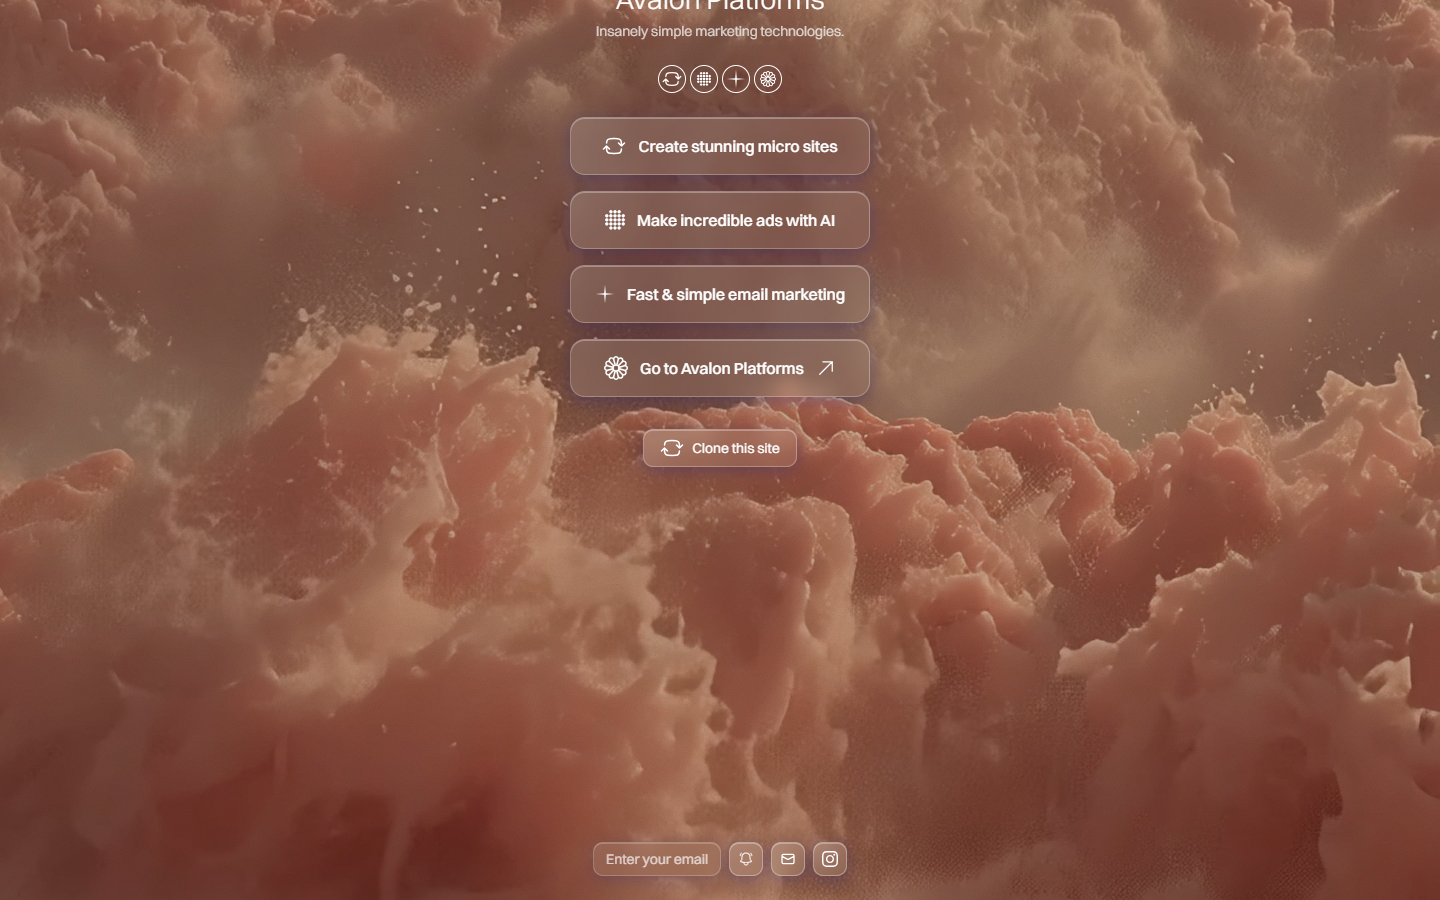 Avalon Platforms
Insanely simple marketing technologies.
Create stunning micro sites
Make incredible ads with AI
Fast & simple email marketing
Go to Avalon Platforms
Clone this site
Enter your email